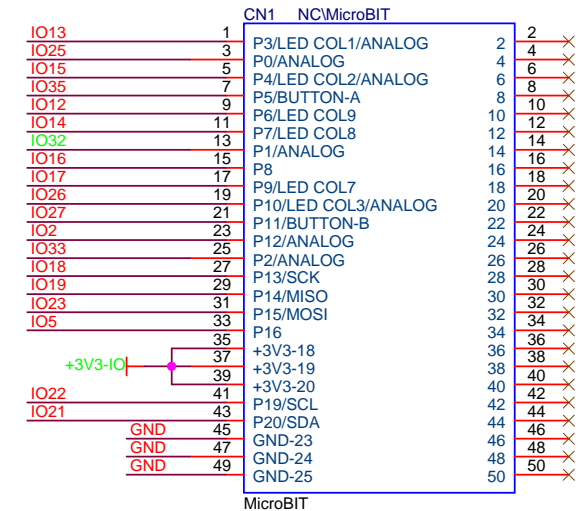 CN1 NC\MicroBIT
IO13 1 P3/LED COL1/ANALOG 2 2
IO25 3 P0/ANALOG 4 4
IO15 5 P4/LED COL2/ANALOG 6 6
IO35 7 P5/BUTTON-A 8 8
IO12 9 P6/LED COL9 10 10
IO14 11 P7/LED COL8 12 12
IO32 13 P1/ANALOG 14 14
IO16 15 P8 16 16
IO17 17 P9/LED COL7 18 18
IO26 19 P10/LED COL3/ANALOG 20 20
IO27 21 P11/BUTTON-B 22 22
IO2 23 P12/ANALOG 24 24
IO33 25 P2/ANALOG 26 26
IO18 27 P13/SCK 28 28
IO19 29 P14/MISO 30 30
IO23 31 P15/MOSI 32 32
IO5 33 P16 34 34
35 +3V3-18 36 36
+3V3-IO 37 +3V3-19 38 38
39 +3V3-20 40 40
IO22 41 P19/SCL 42 42
IO21 43 P20/SDA 44 44
GND 45 GND-23 46 46
GND 47 GND-24 48 48
GND 49 GND-25 50 50
MicroBIT